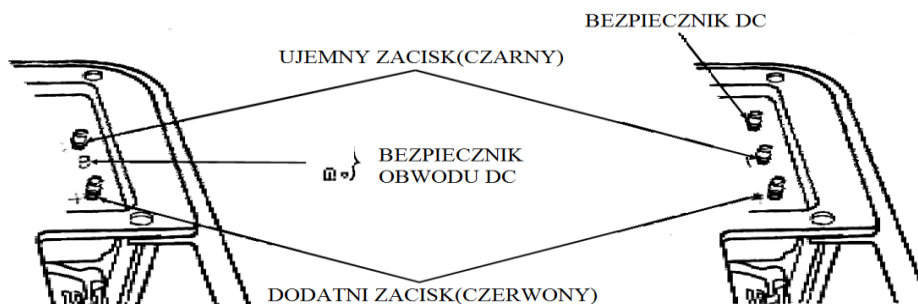 BEZPIECZNIK DC
UJEMNY ZACISK(CZARNY)
BEZPIECZNIK
OBWODU DC
DODATNI ZACISK(CZERWONY)